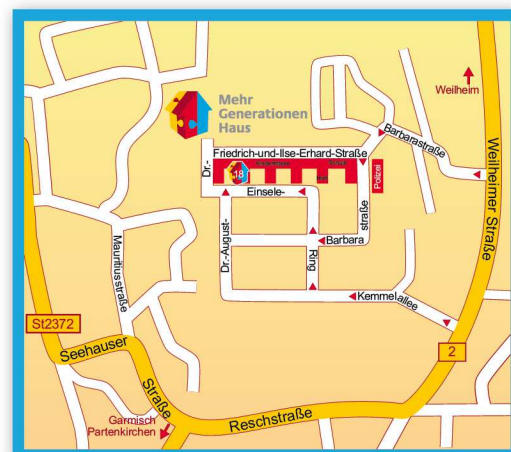 Mehr
Generationen
Haus
Weilheim
Friedrich-und-Ilse-Erhard-Straße
Barbarastraße
Dr.-
18
Polizei
Einsele-
Weilheimer Straße
straße
Dr.-August-
Ring
Barbara
Mauritiusstraße
Kemmelallee
St2372
Seehauser
Straße
2
Garmisch
Partenkirchen
Reschstraße